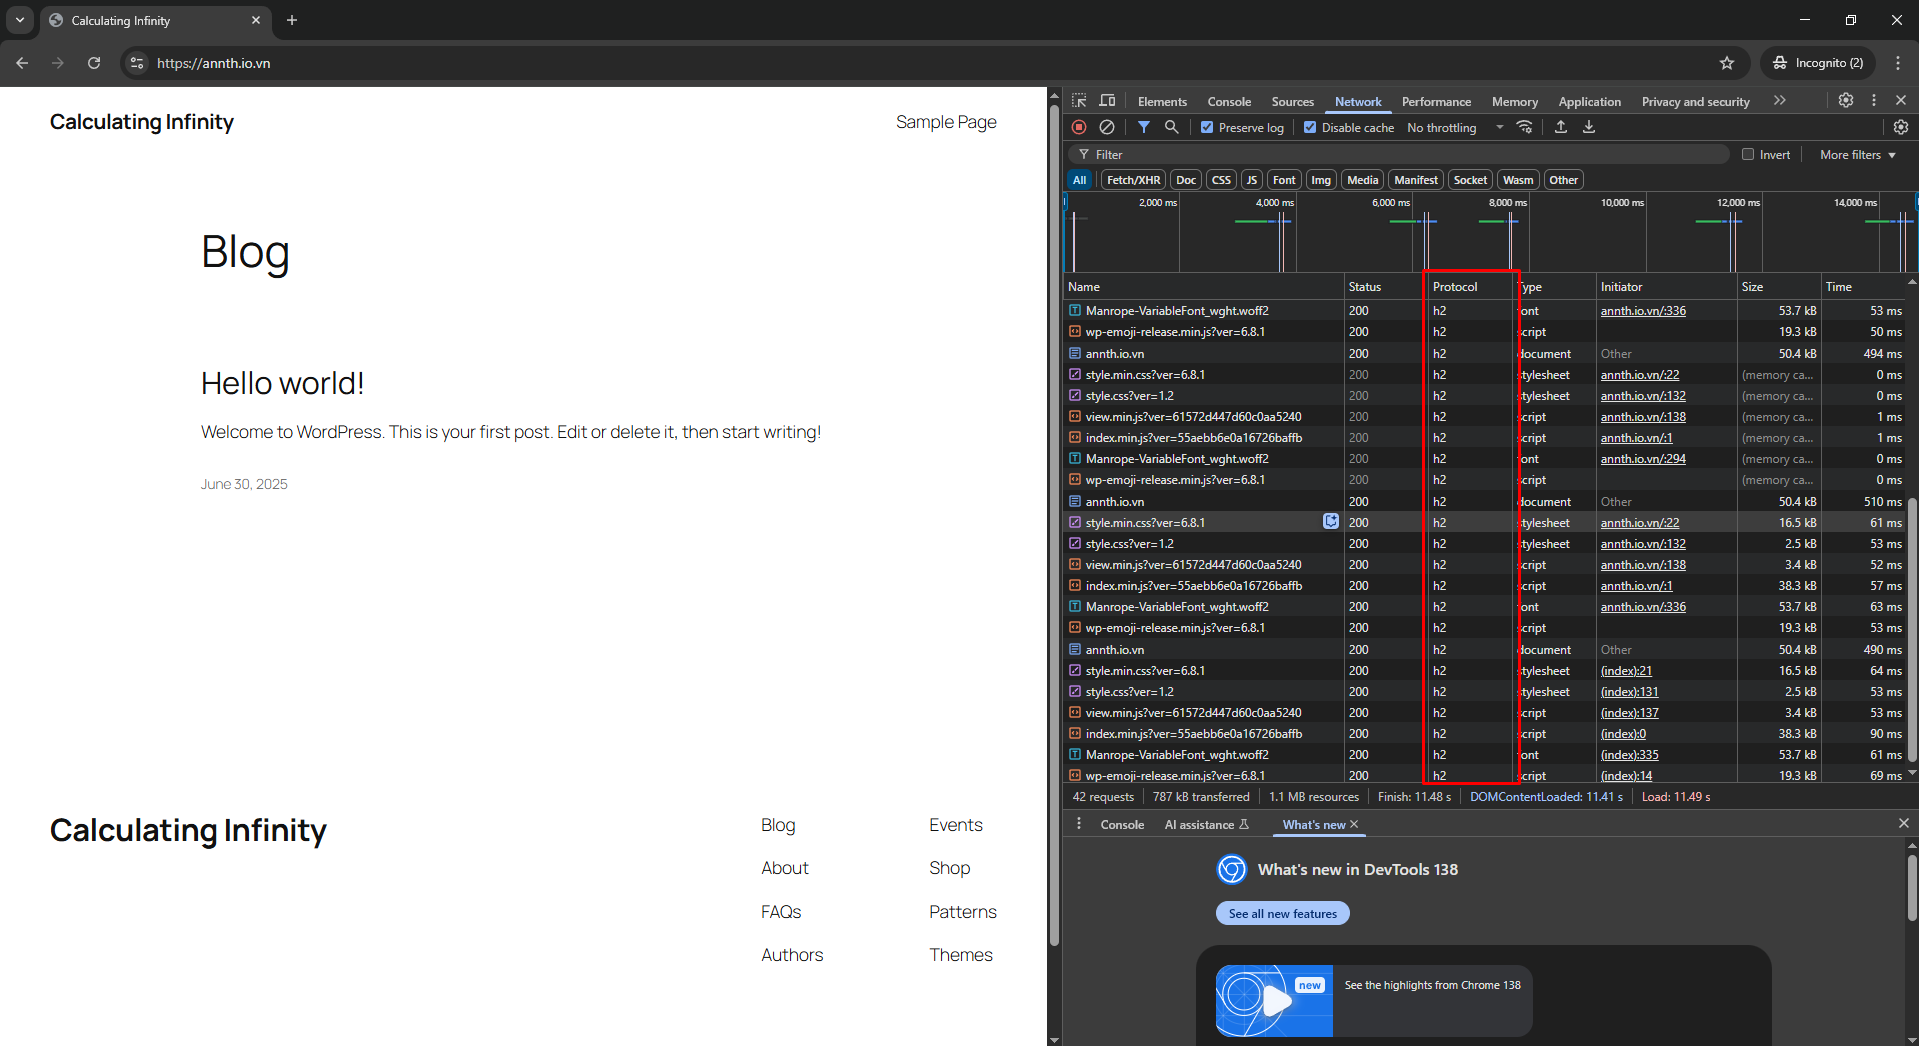 Calculating Infinity
https://annth.io.vn
Incognito (2)
Calculating Infinity
Sample Page
Blog
Hello world!
Welcome to WordPress. This is your first post. Edit or delete it, then start writing!
June 30, 2025
Calculating Infinity
Blog
About
FAQs
Authors
Events
Shop
Patterns
Themes
Elements Console Sources Network Performance Memory Application Privacy and security
Preserve log Disable cache No throttling
Filter Invert More filters
All Fetch/XHR Doc CSS JS Font Img Media Manifest Socket Wasm Other
2,000 ms 4,000 ms 6,000 ms 8,000 ms 10,000 ms 12,000 ms 14,000 ms
Name Status Protocol Type Initiator Size Time
Manrope-VariableFont_wght.woff2 200 h2 font annth.io.vn/:336 53.7 kB 53 ms
wp-emoji-release.min.js?ver=6.8.1 200 h2 script 19.3 kB 50 ms
annth.io.vn 200 h2 document Other 50.4 kB 494 ms
style.min.css?ver=6.8.1 200 h2 stylesheet annth.io.vn/:22 (memory ca... 0 ms
style.css?ver=1.2 200 h2 stylesheet annth.io.vn/:132 (memory ca... 0 ms
view.min.js?ver=61572d447d60c0aa5240 200 h2 script annth.io.vn/:138 (memory ca... 1 ms
index.min.js?ver=55aebb6e0a16726baffb 200 h2 script annth.io.vn/:1 (memory ca... 1 ms
Manrope-VariableFont_wght.woff2 200 h2 font annth.io.vn/:294 (memory ca... 0 ms
wp-emoji-release.min.js?ver=6.8.1 200 h2 script (memory ca... 0 ms
annth.io.vn 200 h2 document Other 50.4 kB 510 ms
style.min.css?ver=6.8.1 200 h2 stylesheet annth.io.vn/:22 16.5 kB 61 ms
style.css?ver=1.2 200 h2 stylesheet annth.io.vn/:132 2.5 kB 53 ms
view.min.js?ver=61572d447d60c0aa5240 200 h2 script annth.io.vn/:138 3.4 kB 52 ms
index.min.js?ver=55aebb6e0a16726baffb 200 h2 script annth.io.vn/:1 38.3 kB 57 ms
Manrope-VariableFont_wght.woff2 200 h2 font annth.io.vn/:336 53.7 kB 63 ms
wp-emoji-release.min.js?ver=6.8.1 200 h2 script 19.3 kB 53 ms
annth.io.vn 200 h2 document Other 50.4 kB 490 ms
style.min.css?ver=6.8.1 200 h2 stylesheet (index):21 16.5 kB 64 ms
style.css?ver=1.2 200 h2 stylesheet (index):131 2.5 kB 53 ms
view.min.js?ver=61572d447d60c0aa5240 200 h2 script (index):137 3.4 kB 53 ms
index.min.js?ver=55aebb6e0a16726baffb 200 h2 script (index):0 38.3 kB 90 ms
Manrope-VariableFont_wght.woff2 200 h2 font (index):335 53.7 kB 61 ms
wp-emoji-release.min.js?ver=6.8.1 200 h2 script (index):14 19.3 kB 69 ms
42 requests 787 kB transferred 1.1 MB resources Finish: 11.48 s DOMContentLoaded: 11.41 s Load: 11.49 s
Console AI assistance What's new
What's new in DevTools 138
See all new features
new
See the highlights from Chrome 138